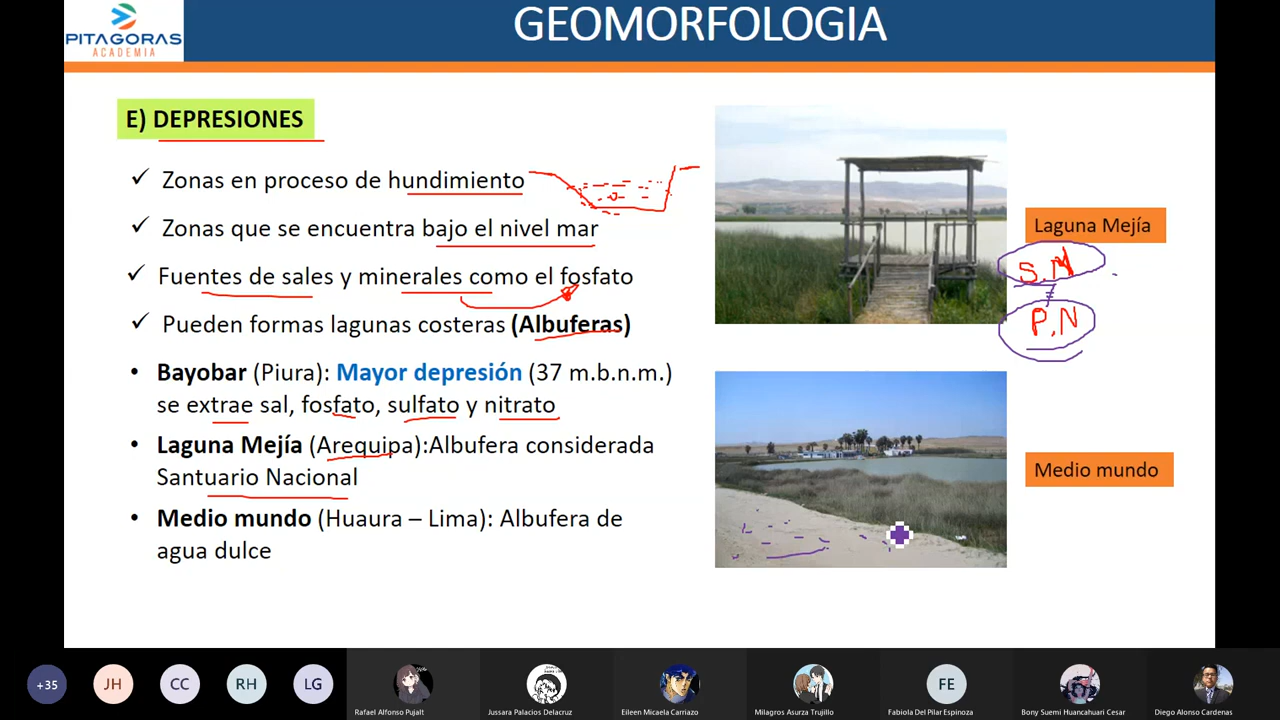 PITAGORAS
ACADEMIA
GEOMORFOLOGIA
E) DEPRESIONES
✓ Zonas en proceso de hundimiento
✓ Zonas que se encuentra bajo el nivel mar
✓ Fuentes de sales y minerales como el fosfato
✓ Pueden formas lagunas costeras (Albuferas)
• Bayobar (Piura): Mayor depresión (37 m.b.n.m.)
se extrae sal, fosfato, sulfato y nitrato
• Laguna Mejía (Arequipa):Albufera considerada
Santuario Nacional
• Medio mundo (Huaura – Lima): Albufera de
agua dulce
Laguna Mejía
S.N
≠
P.N
Medio mundo
+35
JH
CC
RH
LG
FE
Rafael Alfonso Pujalt
Jussara Palacios Delacruz
Eileen Micaela Carriazo
Milagros Asurza Trujillo
Fabiola Del Pilar Espinoza
Bony Suemi Huancahuari Cesar
Diego Alonso Cardenas